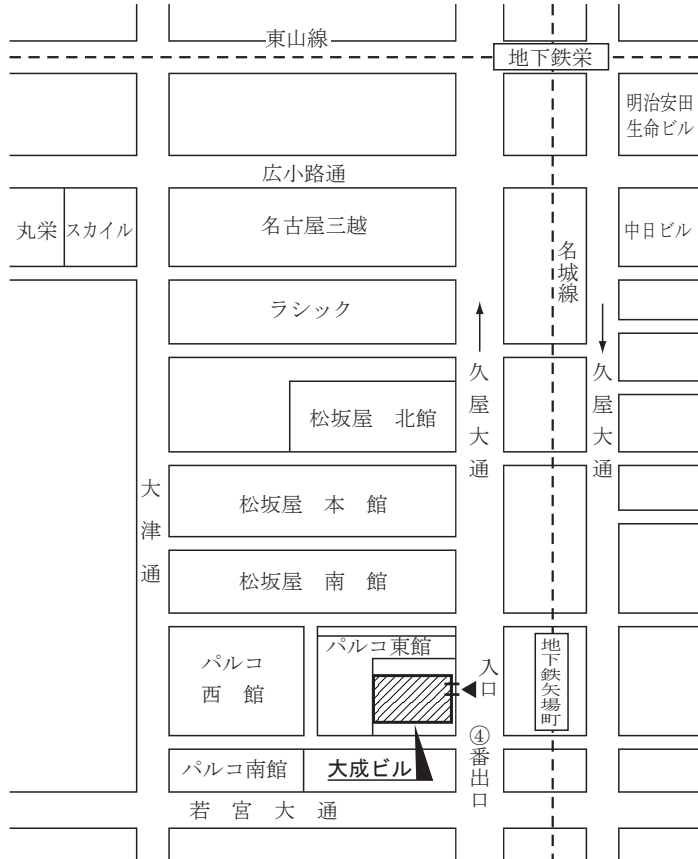 東山線
地下鉄栄
明治安田
生命ビル
広小路通
丸栄
スカイル
名古屋三越
名城線
中日ビル
ラシック
久屋大通
久屋大通
松坂屋 北館
大津通
松坂屋 本 館
松坂屋 南 館
パルコ
西 館
パルコ東館
入口
地下鉄矢場町
④番出口
パルコ南館
大成ビル
若宮大通